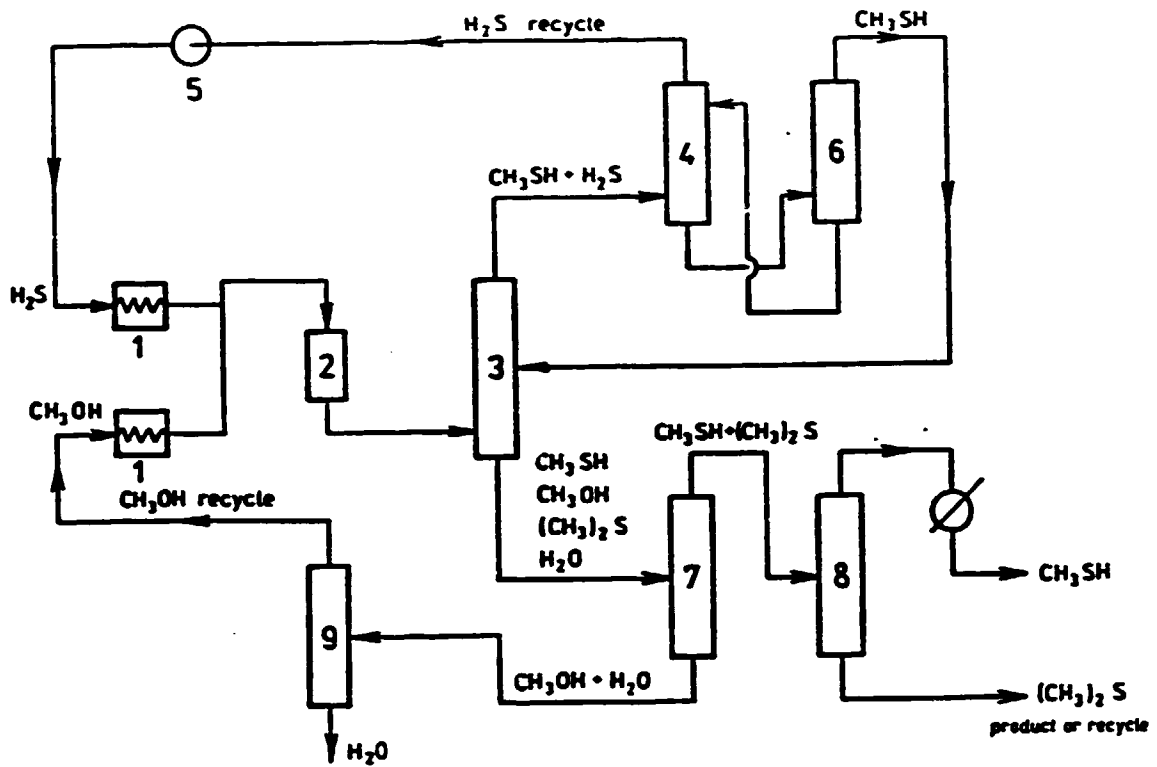 H₂S recycle
CH₃SH
5
4
6
CH₃SH + H₂S
H₂S
1
2
3
CH₃OH
1
CH₃SH + (CH₃)₂ S
CH₃SH
CH₃OH
(CH₃)₂ S
H₂O
CH₃OH recycle
7
8
CH₃SH
9
CH₃OH + H₂O
(CH₃)₂ S
product or recycle
H₂O